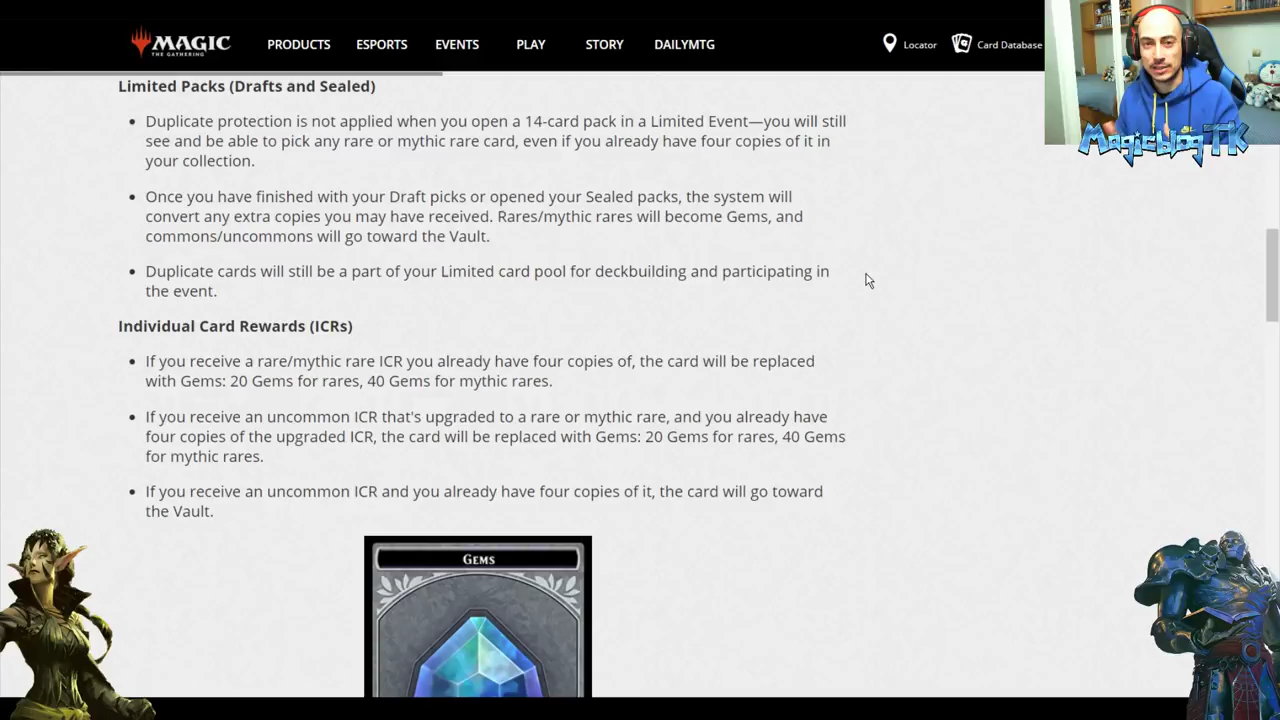 MAGIC
THE GATHERING
PRODUCTS
ESPORTS
EVENTS
PLAY
STORY
DAILYMTG
Locator
Card Database
MagicblogTK
Limited Packs (Drafts and Sealed)
• Duplicate protection is not applied when you open a 14-card pack in a Limited Event—you will still
see and be able to pick any rare or mythic rare card, even if you already have four copies of it in
your collection.
• Once you have finished with your Draft picks or opened your Sealed packs, the system will
convert any extra copies you may have received. Rares/mythic rares will become Gems, and
commons/uncommons will go toward the Vault.
• Duplicate cards will still be a part of your Limited card pool for deckbuilding and participating in
the event.
Individual Card Rewards (ICRs)
• If you receive a rare/mythic rare ICR you already have four copies of, the card will be replaced
with Gems: 20 Gems for rares, 40 Gems for mythic rares.
• If you receive an uncommon ICR that's upgraded to a rare or mythic rare, and you already have
four copies of the upgraded ICR, the card will be replaced with Gems: 20 Gems for rares, 40 Gems
for mythic rares.
• If you receive an uncommon ICR and you already have four copies of it, the card will go toward
the Vault.
GEMS